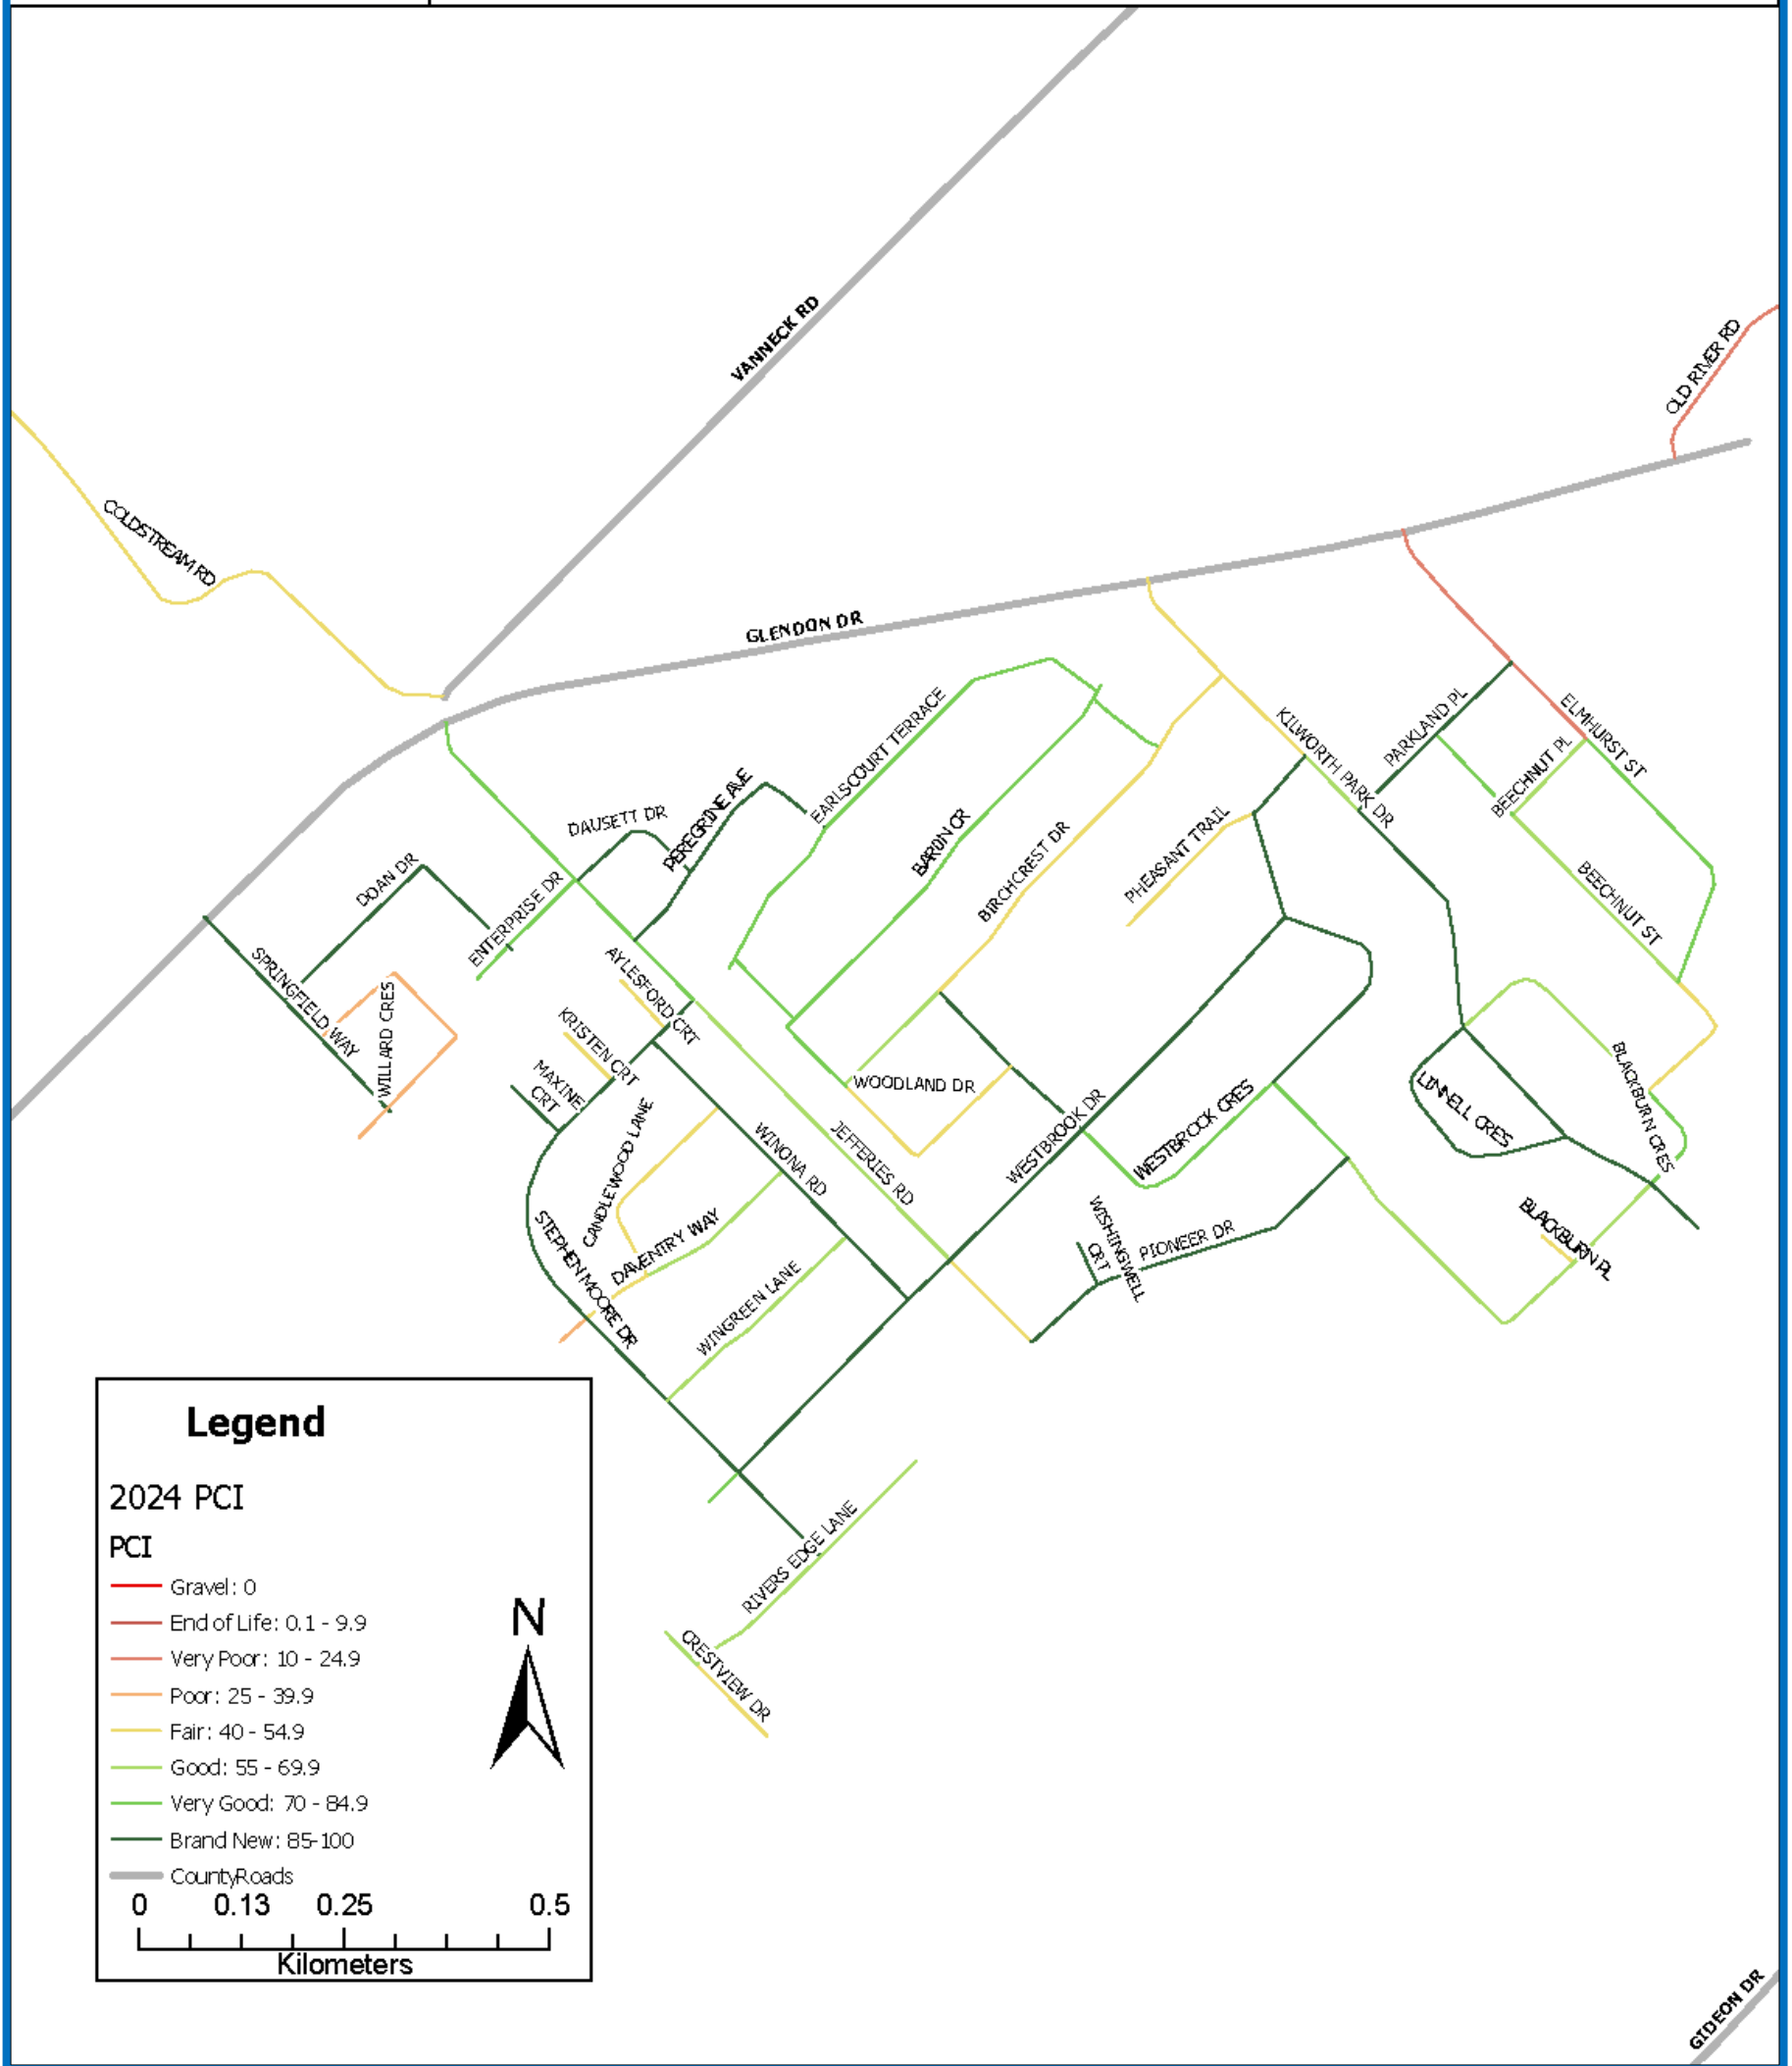 VANNECK RD
OLD RIVER RD
COLDSTREAM RD
GLENDON DR
EARLSCOURT TERRACE
KILWORTH PARK DR
PARKLAND PL
ELMHURST ST
BEECHNUT PL
DAUSETT DR
PEREGRINE AVE
BARON CR
BIRCHCREST DR
PHEASANT TRAIL
DOAN DR
ENTERPRISE DR
BEECHNUT ST
SPRINGFIELD WAY
WILLARD CRES
AYLESFORD CRT
KRISTEN CRT
MAXINE
CRT
WOODLAND DR
JEFFERIES RD
WINONA RD
CANDLEWOOD LANE
WESTBROOK DR
WESTBROOK CRES
LINNELL CRES
BLACKBURN CRES
BLACKBURN PL
STEPHEN MOORE DR
DAVENTRY WAY
WINGREEN LANE
WISHINGWELL
CRT
PIONEER DR
RIVERS EDGE LANE
CRESTVIEW DR
Legend
2024 PCI
PCI
Gravel: 0
End of Life: 0.1 - 9.9
Very Poor: 10 - 24.9
Poor: 25 - 39.9
Fair: 40 - 54.9
Good: 55 - 69.9
Very Good: 70 - 84.9
Brand New: 85-100
CountyRoads
N
0 0.13 0.25 0.5
Kilometers
GIDEON DR